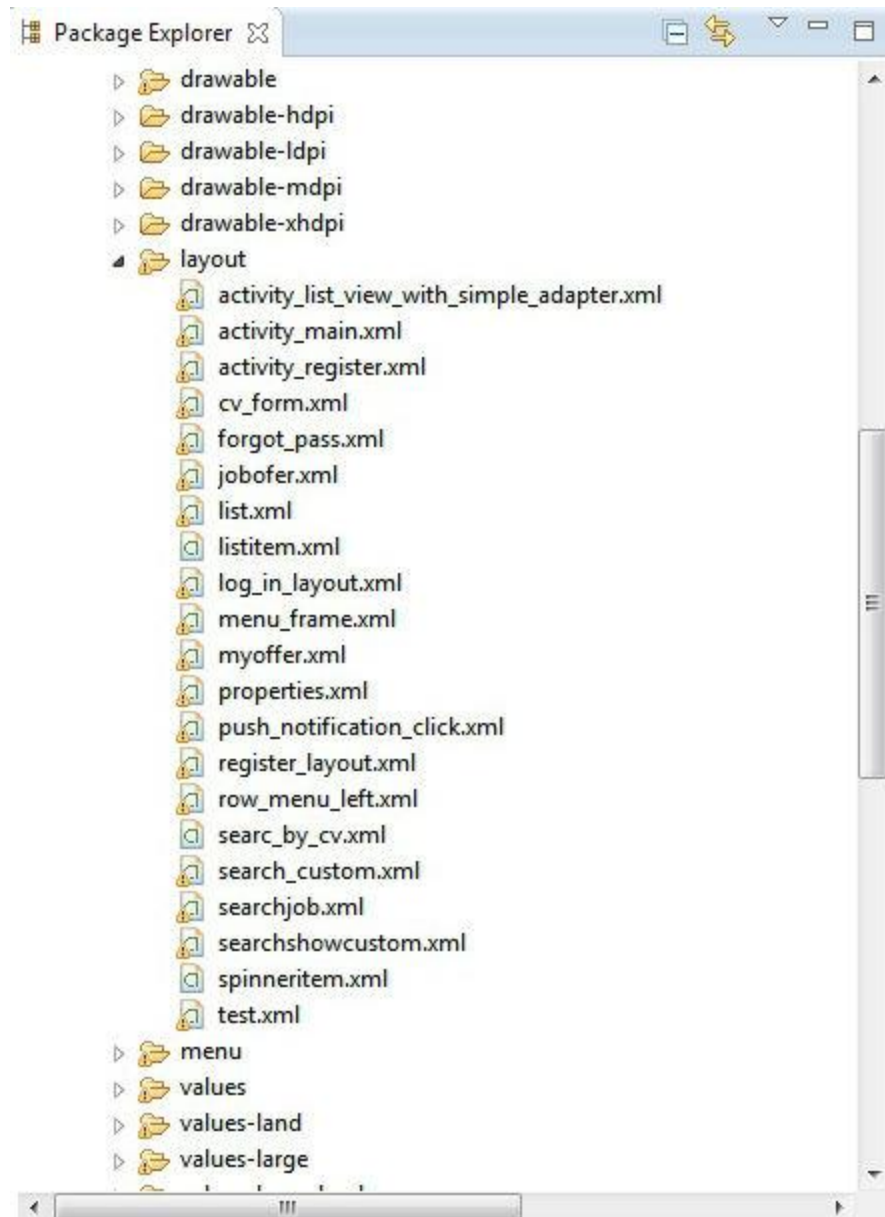 Package Explorer
drawable
drawable-hdpi
drawable-ldpi
drawable-mdpi
drawable-xhdpi
layout
activity_list_view_with_simple_adapter.xml
activity_main.xml
activity_register.xml
cv_form.xml
forgot_pass.xml
jobofer.xml
list.xml
listitem.xml
log_in_layout.xml
menu_frame.xml
myoffer.xml
properties.xml
push_notification_click.xml
register_layout.xml
row_menu_left.xml
searc_by_cv.xml
search_custom.xml
searchjob.xml
searchshowcustom.xml
spinneritem.xml
test.xml
menu
values
values-land
values-large